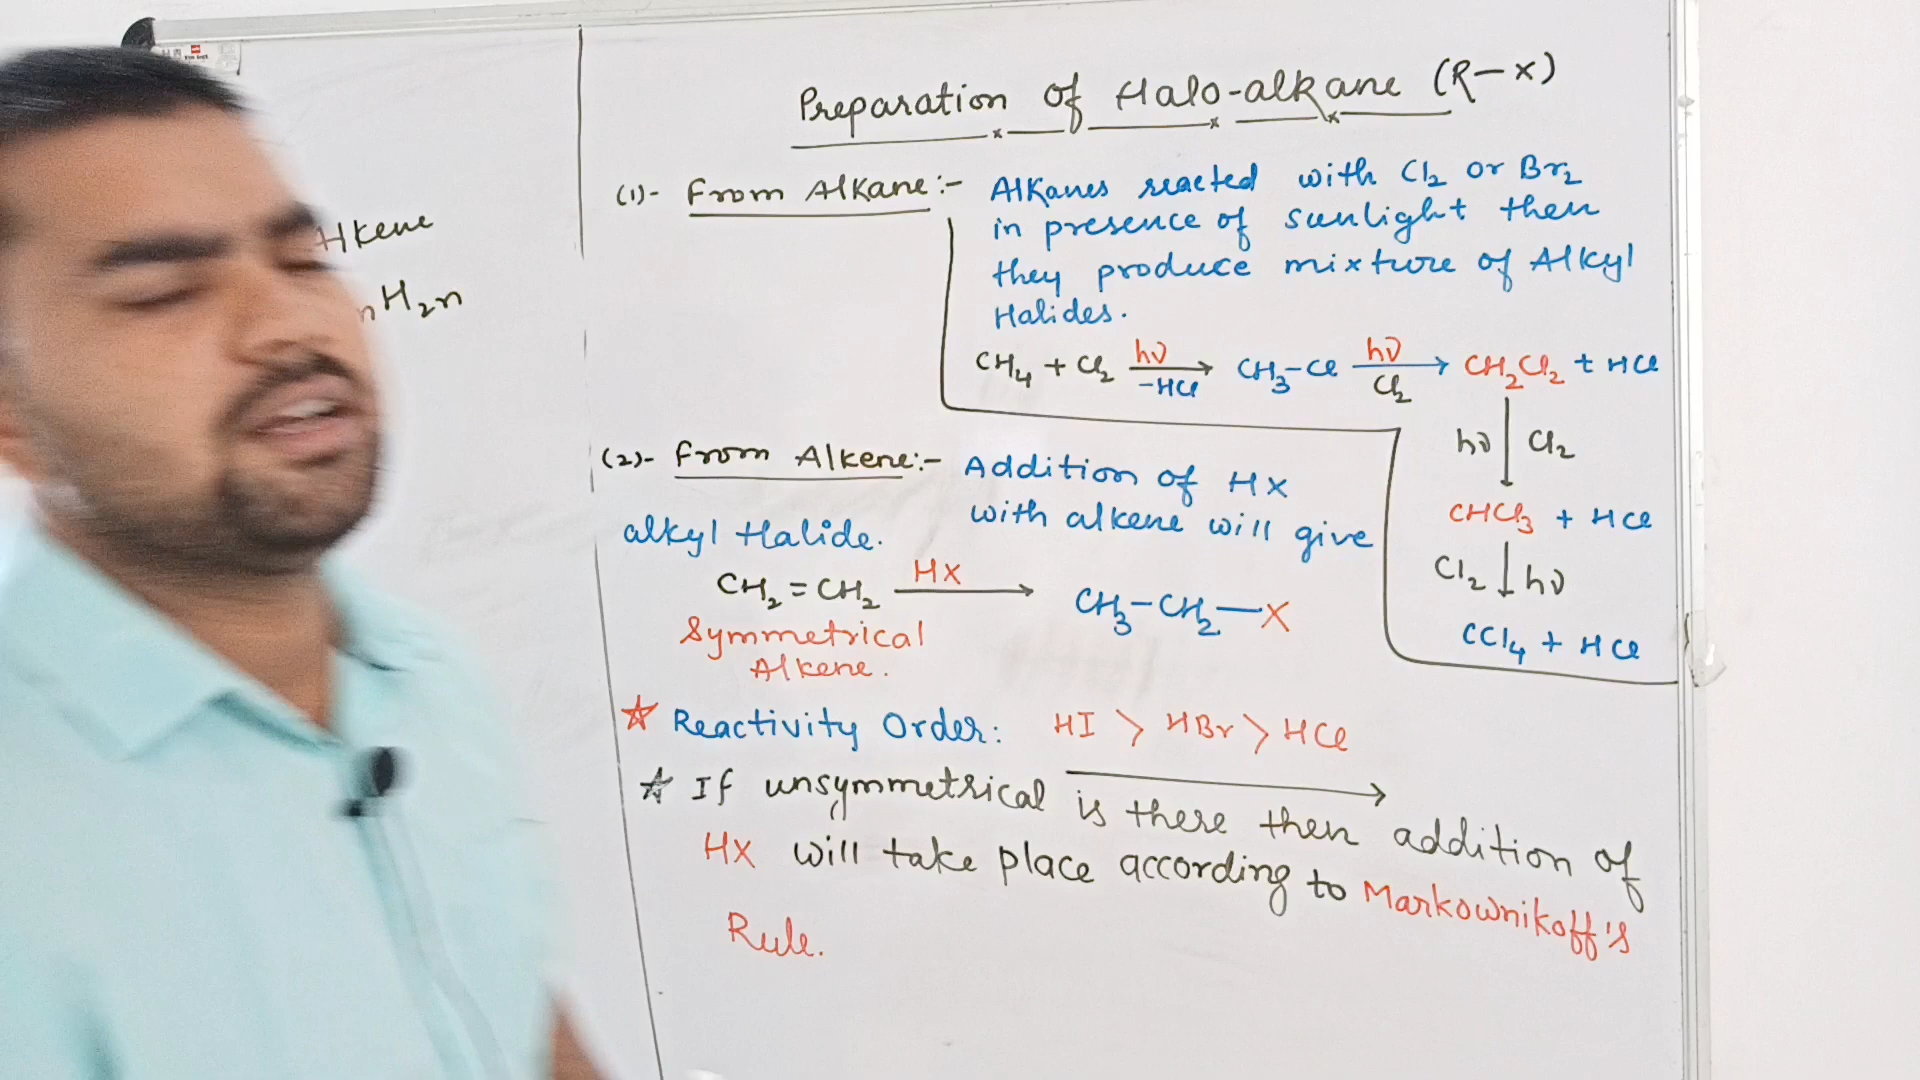 Preparation of Halo-alkane (R-X)
(1)- From Alkane:- Alkanes reacted with Cl₂ or Br₂
in presence of sunlight then
they produce mixture of Alkyl
Halides.
CH₄ + Cl₂ —hν/-HCl→ CH₃-Cl —hν/Cl₂→ CH₂Cl₂ + HCl
hν ↓ Cl₂
CHCl₃ + HCl
Cl₂ ↓ hν
CCl₄ + HCl
(2)- From Alkene:- Addition of HX
with alkene will give
alkyl Halide.
CH₂=CH₂ —HX→ CH₃-CH₂-X
Symmetrical
Alkene.
☆ Reactivity Order: HI > HBr > HCl
→
☆ If unsymmetrical is there then addition of
HX will take place according to Markownikoff's
Rule.
lkene
nH₂n